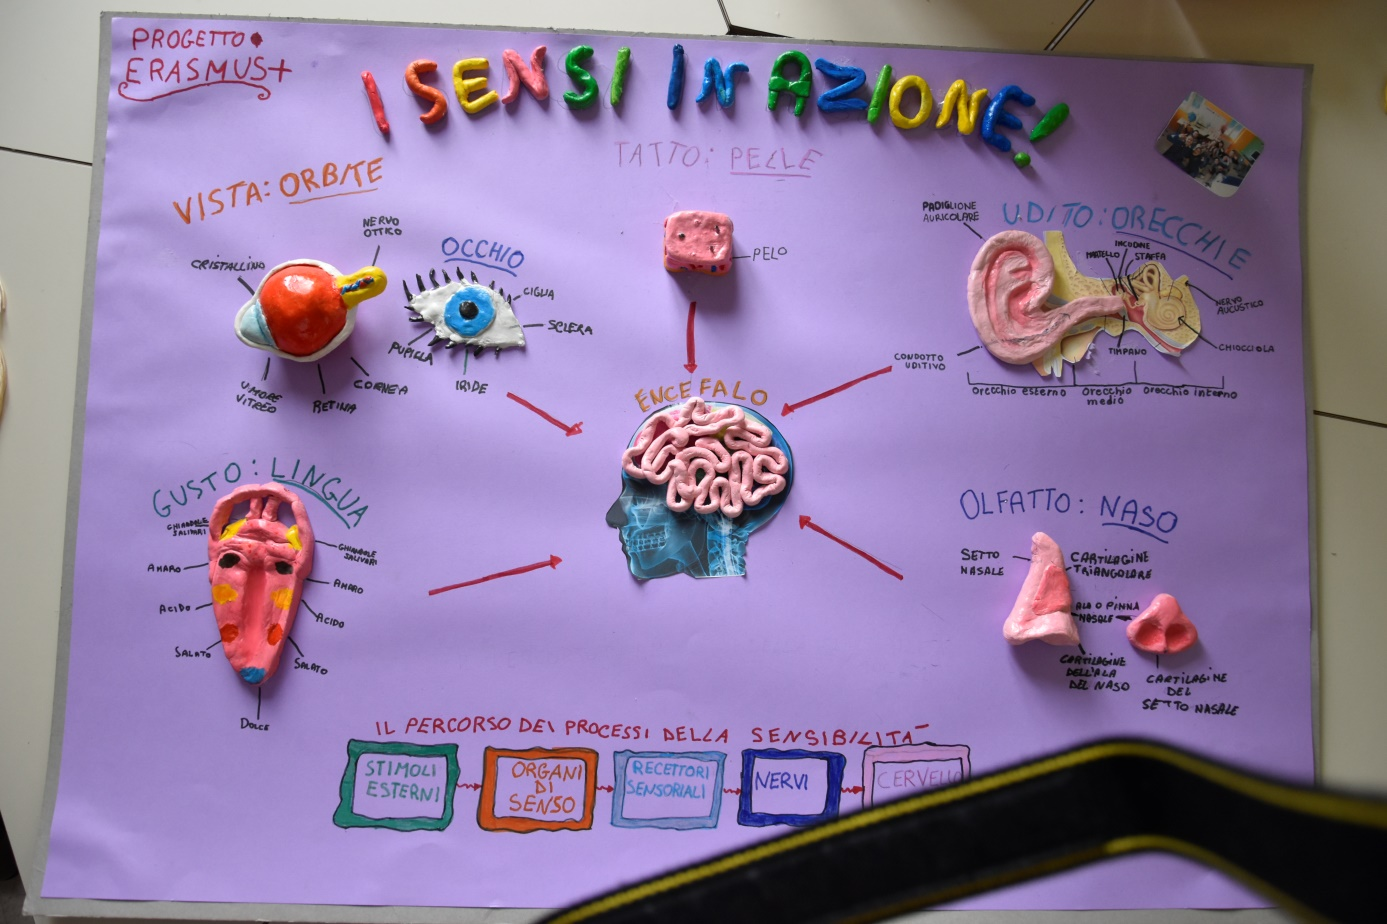 PROGETTO
ERASMUS+
I SENSI IN AZIONE!
TATTO: PELLE
PELO
VISTA: ORBITE
NERVO
OTTICO
CRISTALLINO
UMORE
VITREO
RETINA
CORNEA
OCCHIO
CIGLIA
SCLERA
PUPILLA
IRIDE
UDITO: ORECCHIE
PADIGLIONE
AURICOLARE
INCUDINE
MARTELLO
STAFFA
NERVO
AUCUSTICO
CHIOCCIOLA
TIMPANO
CONDOTTO
UDITIVO
Orecchio esterno
Orecchio
medio
Orecchio interno
ENCEFALO
GUSTO: LINGUA
GHIANDOLE
SALIVARI
GHIANDOLE
SALIVARI
AMARO
AMARO
ACIDO
ACIDO
SALATO
SALATO
DOLCE
OLFATTO: NASO
SETTO
NASALE
CARTILAGINE
TRIANGOLARE
ALA O PINNA
NASALE
CARTILAGINE
DELL'ALA
DEL NASO
CARTILAGINE
DEL
SETTO NASALE
IL PERCORSO DEI PROCESSI DELLA SENSIBILITA'
STIMOLI
ESTERNI
ORGANI
DI
SENSO
RECETTORI
SENSORIALI
NERVI
CERVELLO